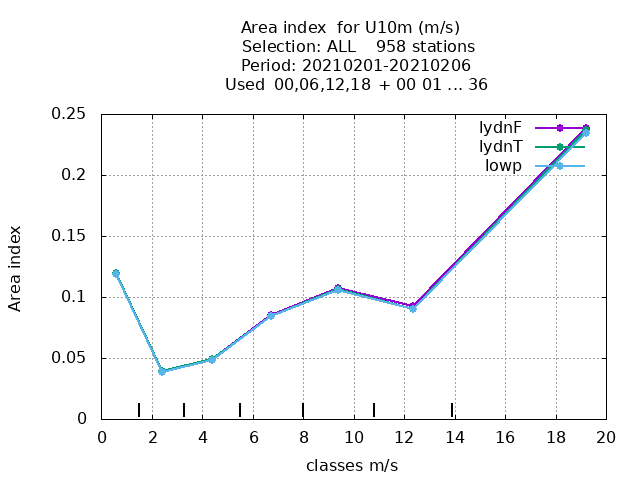 Area index  for U10m (m/s)
Selection: ALL    958 stations
Period: 20210201-20210206
Used  00,06,12,18  + 00 01 ... 36
0.25
0.2
0.15
0.1
0.05
0
Area index
lydnF
lydnT
lowp
0 2 4 6 8 10 12 14 16 18 20
classes m/s